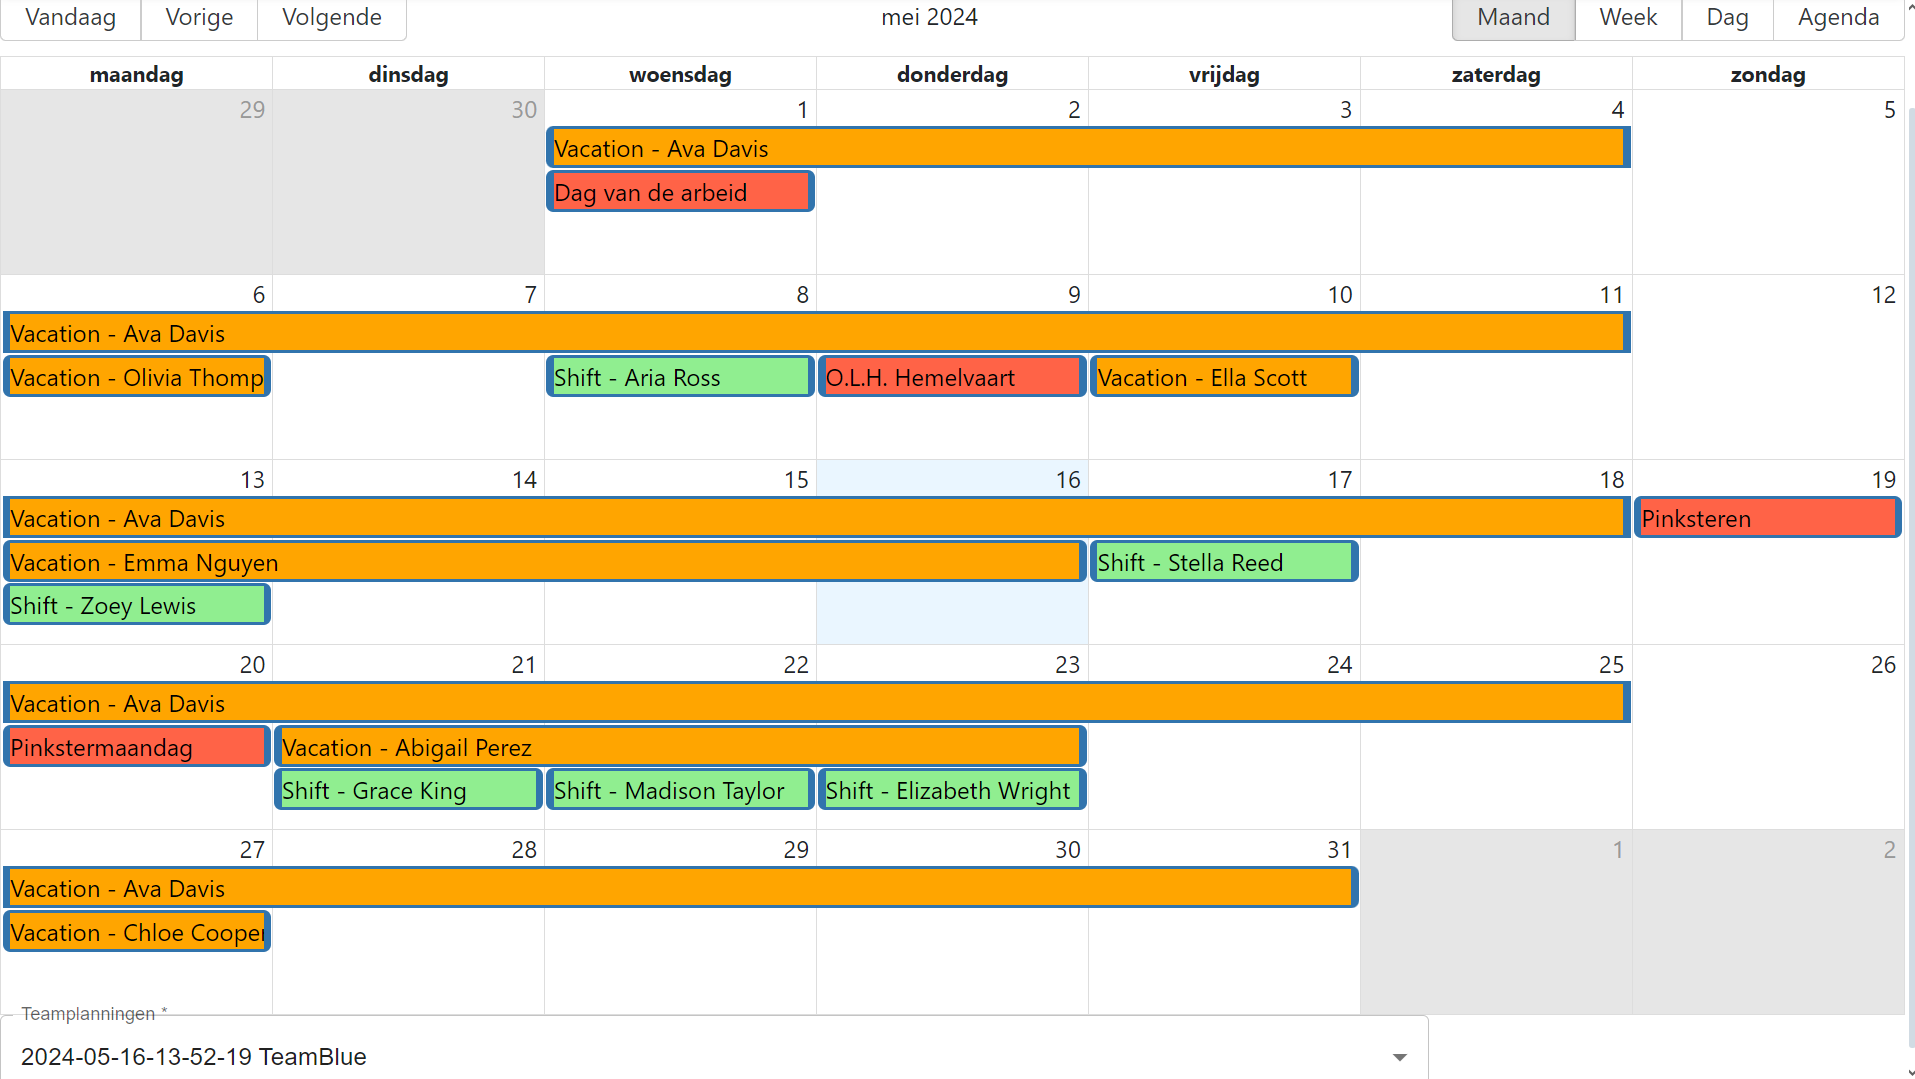 Vandaag Vorige Volgende mei 2024 Maand Week Dag Agenda
maandag dinsdag woensdag donderdag vrijdag zaterdag zondag
29 30 1 2 3 4 5
Vacation - Ava Davis
Dag van de arbeid
6 7 8 9 10 11 12
Vacation - Ava Davis
Vacation - Olivia Thomp Shift - Aria Ross O.L.H. Hemelvaart Vacation - Ella Scott
13 14 15 16 17 18 19
Vacation - Ava Davis Pinksteren
Vacation - Emma Nguyen Shift - Stella Reed
Shift - Zoey Lewis
20 21 22 23 24 25 26
Vacation - Ava Davis
Pinkstermaandag Vacation - Abigail Perez
Shift - Grace King Shift - Madison Taylor Shift - Elizabeth Wright
27 28 29 30 31 1 2
Vacation - Ava Davis
Vacation - Chloe Cooper
Teamplanningen *
2024-05-16-13-52-19 TeamBlue